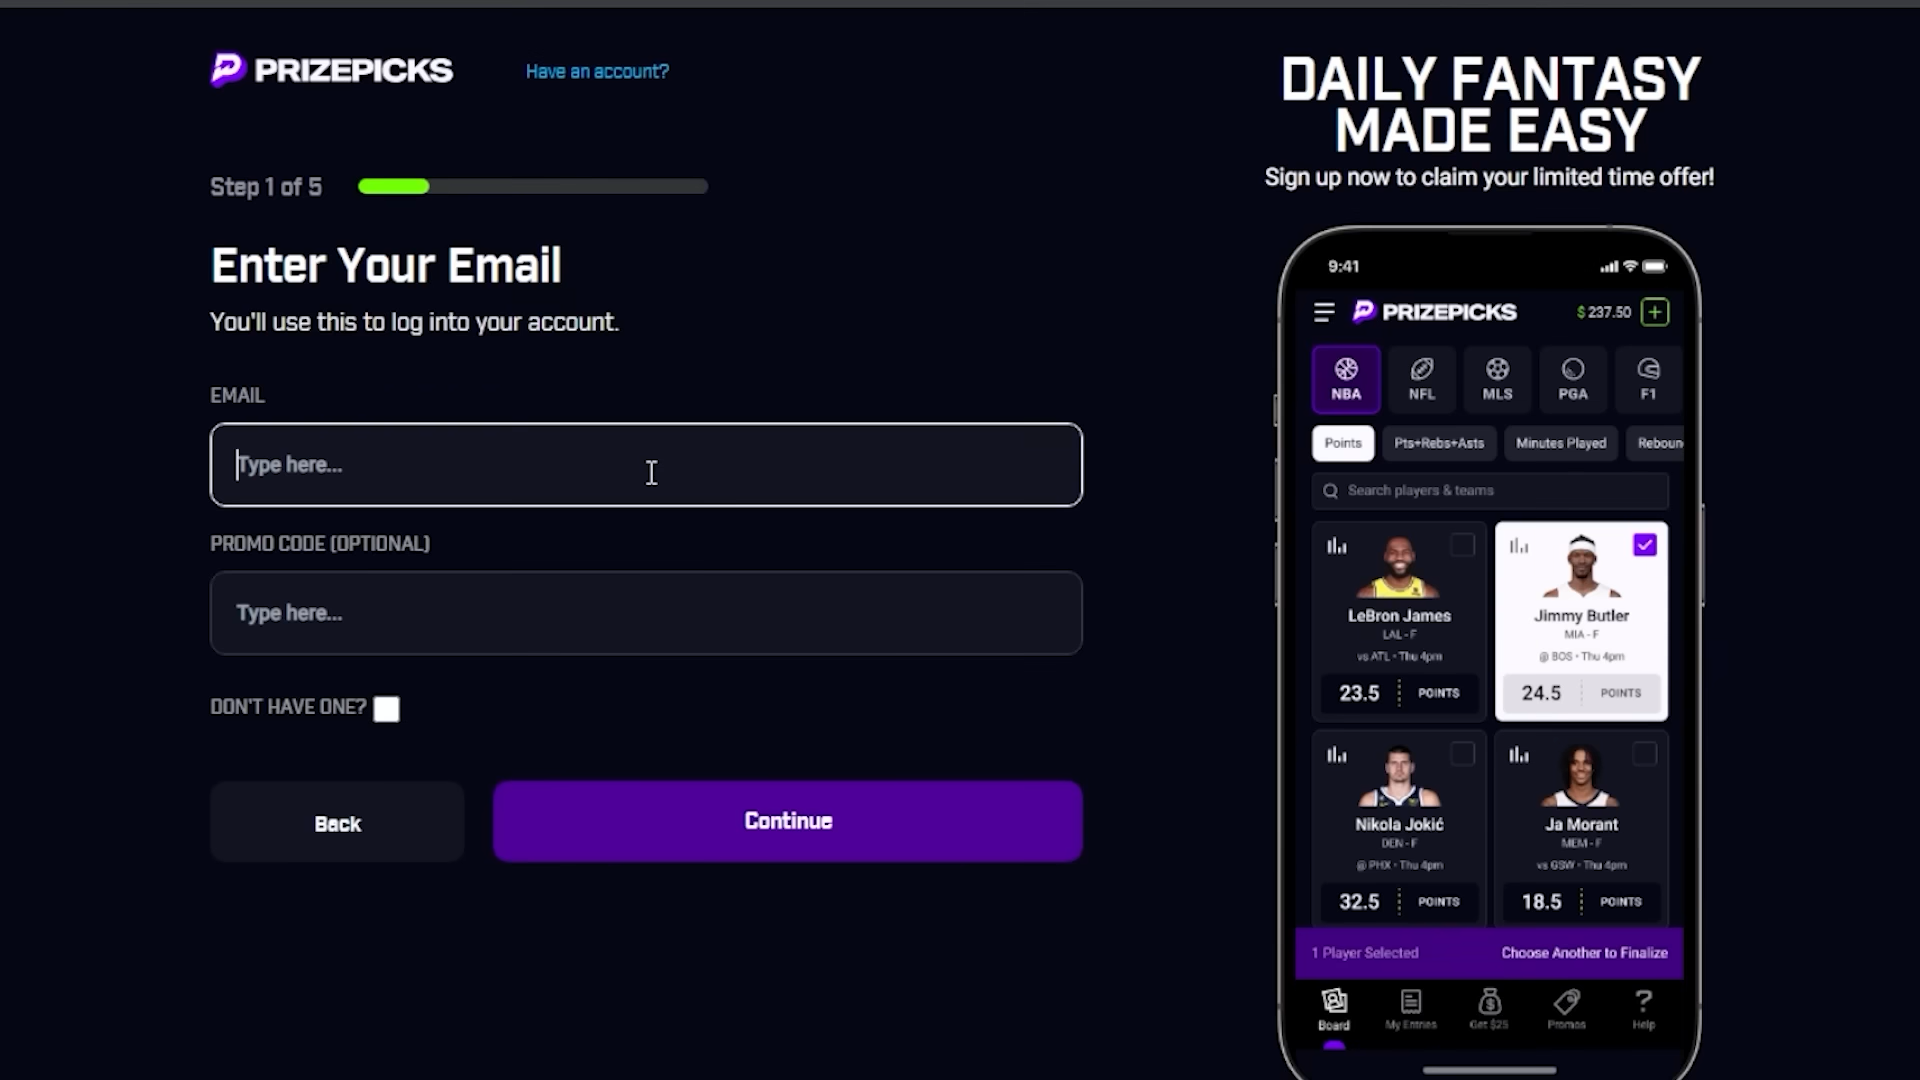 PRIZEPICKS
Have an account?
Step 1 of 5
Enter Your Email
You'll use this to log into your account.
EMAIL
Type here...
PROMO CODE (OPTIONAL)
Type here...
DON'T HAVE ONE?
Back
Continue
DAILY FANTASY
MADE EASY
Sign up now to claim your limited time offer!
9:41
PRIZEPICKS
$ 237.50
NBA
NFL
MLS
PGA
F1
Points
Pts+Rebs+Asts
Minutes Played
Reboun
Search players & teams
LeBron James
LAL - F
vs ATL • Thu 4pm
23.5
POINTS
Jimmy Butler
MIA - F
@ BOS • Thu 4pm
24.5
POINTS
Nikola Jokić
DEN - F
@ PHX • Thu 4pm
32.5
POINTS
Ja Morant
MEM - F
vs GSW • Thu 4pm
18.5
POINTS
1 Player Selected
Choose Another to Finalize
Board
My Entries
Get $25
Promos
Help